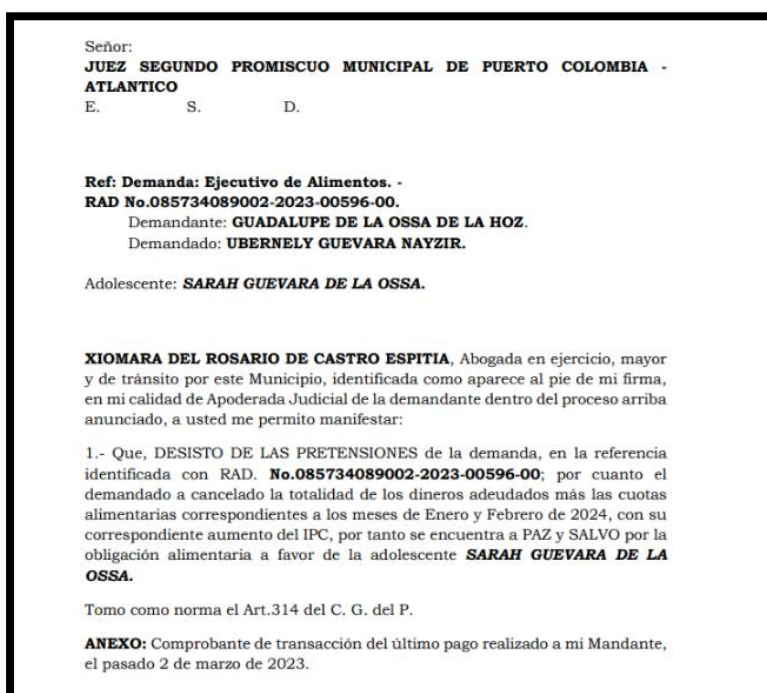 Señor:
JUEZ SEGUNDO PROMISCUO MUNICIPAL DE PUERTO COLOMBIA -
ATLANTICO
E. S. D.
Ref: Demanda: Ejecutivo de Alimentos. -
RAD No.085734089002-2023-00596-00.
Demandante: GUADALUPE DE LA OSSA DE LA HOZ.
Demandado: UBERNELY GUEVARA NAYZIR.
Adolescente: SARAH GUEVARA DE LA OSSA.
XIOMARA DEL ROSARIO DE CASTRO ESPITIA, Abogada en ejercicio, mayor
y de tránsito por este Municipio, identificada como aparece al pie de mi firma,
en mi calidad de Apoderada Judicial de la demandante dentro del proceso arriba
anunciado, a usted me permito manifestar:
1.- Que, DESISTO DE LAS PRETENSIONES de la demanda, en la referencia
identificada con RAD. No.085734089002-2023-00596-00; por cuanto el
demandado a cancelado la totalidad de los dineros adeudados más las cuotas
alimentarias correspondientes a los meses de Enero y Febrero de 2024, con su
correspondiente aumento del IPC, por tanto se encuentra a PAZ y SALVO por la
obligación alimentaria a favor de la adolescente SARAH GUEVARA DE LA
OSSA.
Tomo como norma el Art.314 del C. G. del P.
ANEXO: Comprobante de transacción del último pago realizado a mi Mandante,
el pasado 2 de marzo de 2023.